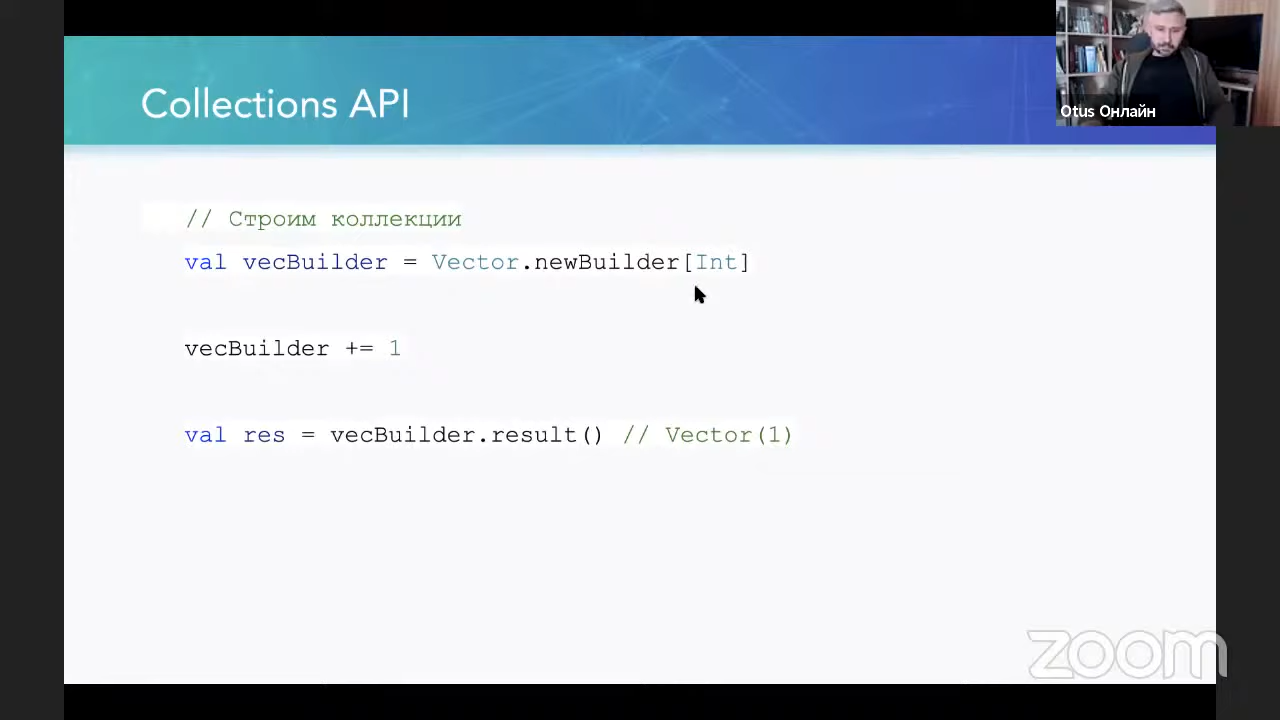 Collections API
Otus Онлайн
// Строим коллекции
val vecBuilder = Vector.newBuilder[Int]
vecBuilder += 1
val res = vecBuilder.result() // Vector(1)
zoom